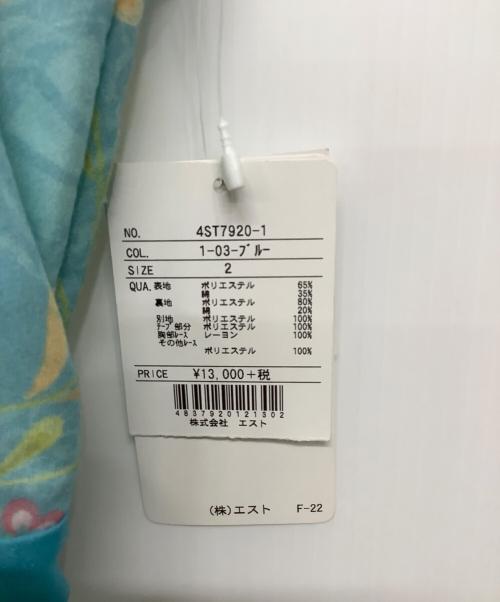 NO. 4ST7920-1
COL. 1-03-ブルー
SIZE 2
QUA. 表地 ポリエステル 65%
綿 35%
裏地 ポリエステル 80%
綿 20%
別地 ポリエステル 100%
テープ部分 ポリエステル 100%
胸部レース レーヨン 100%
その他レース
ポリエステル 100%
PRICE ¥13,000+税
4837920121302
株式会社 エスト
(株)エスト F-22